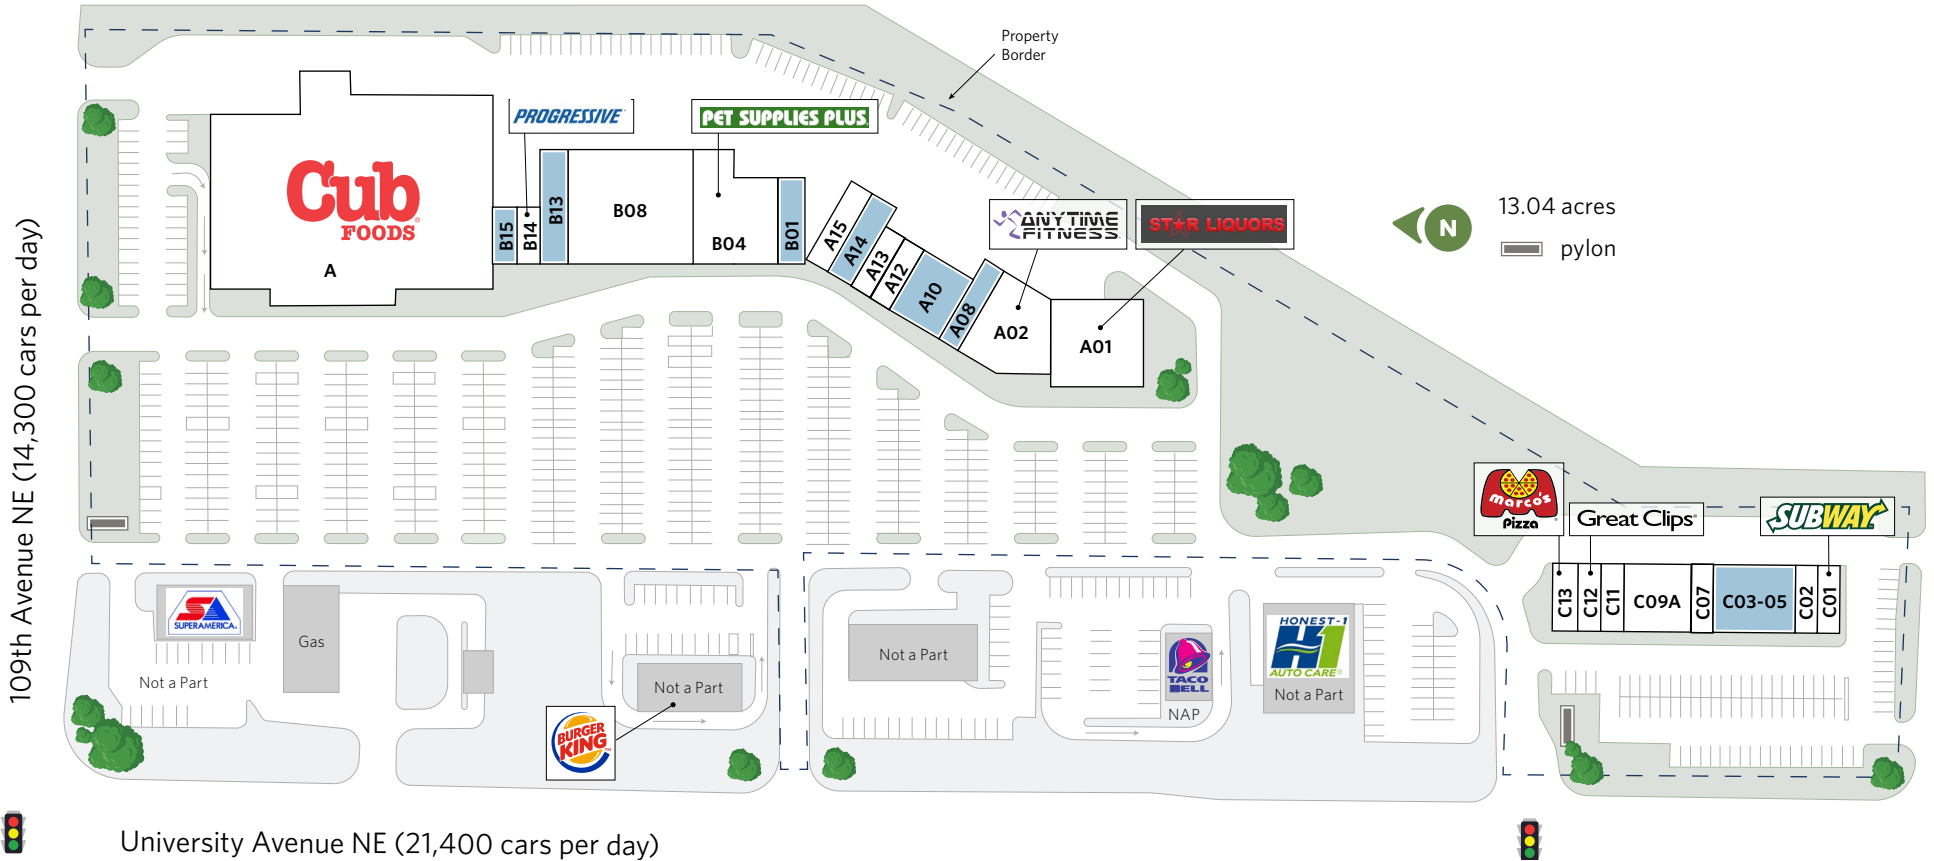 Property
Border
PROGRESSIVE
PET SUPPLIES PLUS
Cub
FOODS
A
B15
B14
B13
B08
B04
B01
A15
A14
A13
A12
A10
A08
A02
A01
ANYTIME
FITNESS
STAR LIQUORS
N
13.04 acres
pylon
109th Avenue NE (14,300 cars per day)
marco's
Pizza
Great Clips
SUBWAY
C13
C12
C11
C09A
C07
C03-05
C02
C01
SA
SUPERAMERICA.
Not a Part
Gas
Not a Part
BURGER
KING
Not a Part
TACO
BELL
NAP
HONEST-1
H1
AUTO CARE
Not a Part
University Avenue NE (21,400 cars per day)